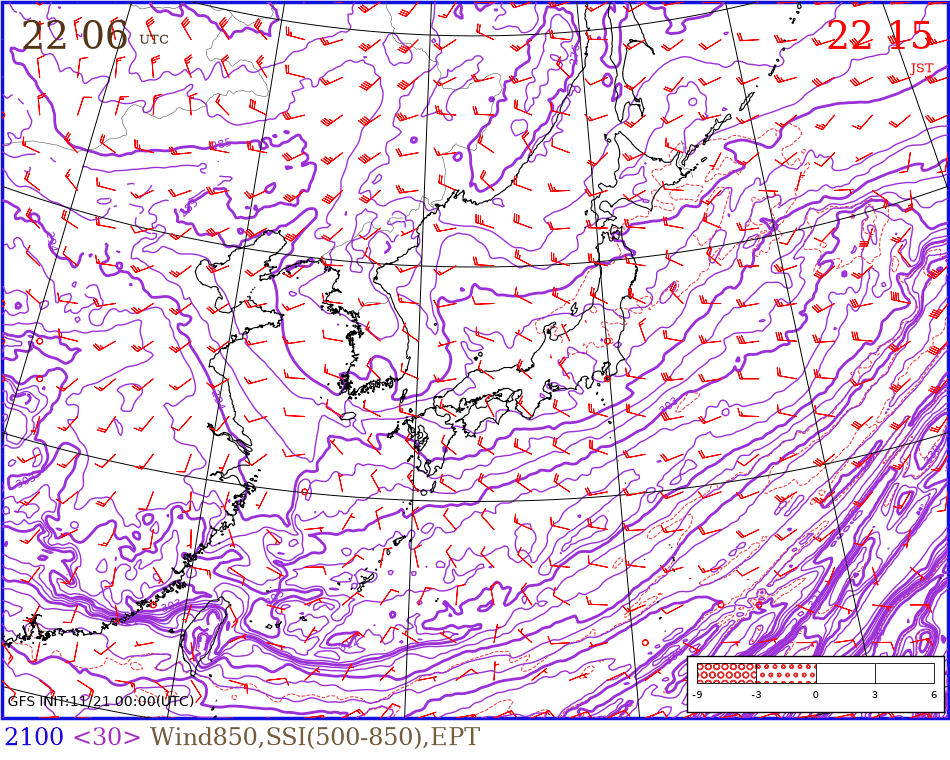 22 06 UTC
22 15
JST
285
GFS INIT:11/21 00:00(UTC)
-9 -3 0 3 6
2100 <30> Wind850,SSI(500-850),EPT